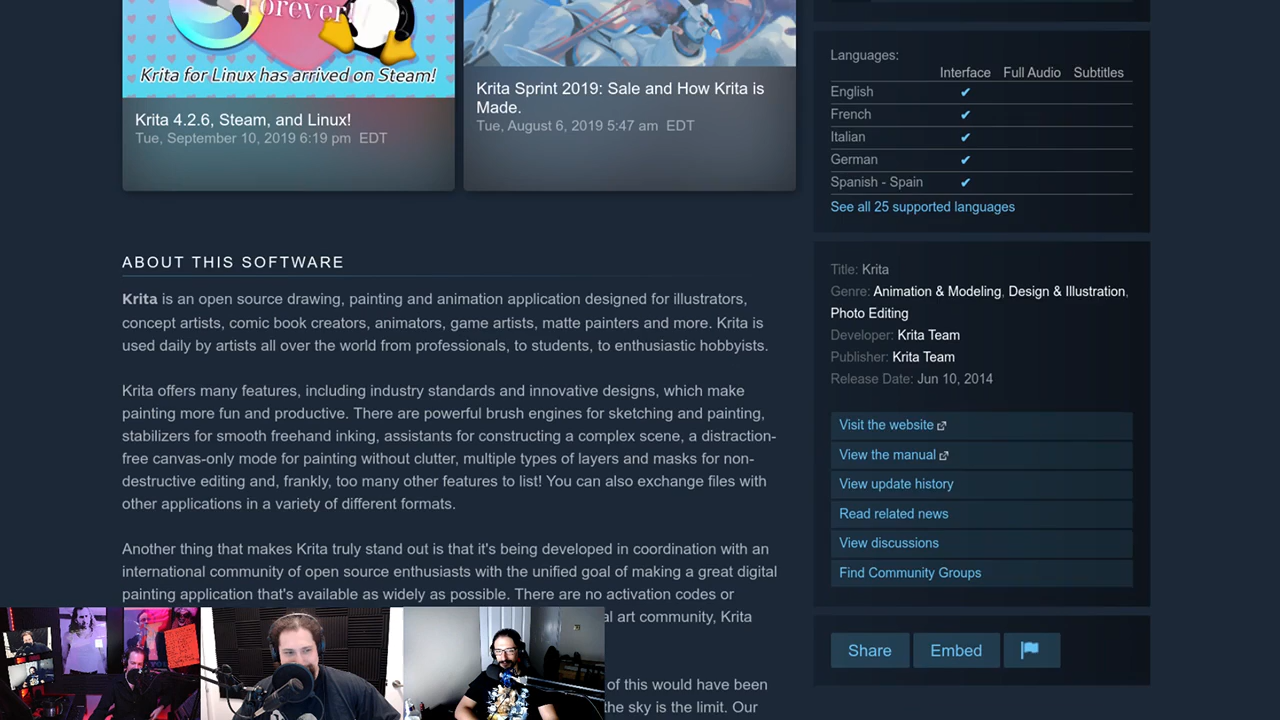 Forever!
Krita for Linux has arrived on Steam!
Krita 4.2.6, Steam, and Linux!
Tue, September 10, 2019 6:19 pm EDT
Krita Sprint 2019: Sale and How Krita is
Made.
Tue, August 6, 2019 5:47 am EDT
ABOUT THIS SOFTWARE
Krita is an open source drawing, painting and animation application designed for illustrators,
concept artists, comic book creators, animators, game artists, matte painters and more. Krita is
used daily by artists all over the world from professionals, to students, to enthusiastic hobbyists.
Krita offers many features, including industry standards and innovative designs, which make
painting more fun and productive. There are powerful brush engines for sketching and painting,
stabilizers for smooth freehand inking, assistants for constructing a complex scene, a distraction-
free canvas-only mode for painting without clutter, multiple types of layers and masks for non-
destructive editing and, frankly, too many other features to list! You can also exchange files with
other applications in a variety of different formats.
Another thing that makes Krita truly stand out is that it's being developed in coordination with an
international community of open source enthusiasts with the unified goal of making a great digital
painting application that's available as widely as possible. There are no activation codes or
al art community, Krita
of this would have been
the sky is the limit. Our
Languages:
Interface Full Audio Subtitles
English ✔
French ✔
Italian ✔
German ✔
Spanish - Spain ✔
See all 25 supported languages
Title: Krita
Genre: Animation & Modeling, Design & Illustration,
Photo Editing
Developer: Krita Team
Publisher: Krita Team
Release Date: Jun 10, 2014
Visit the website
View the manual
View update history
Read related news
View discussions
Find Community Groups
Share
Embed